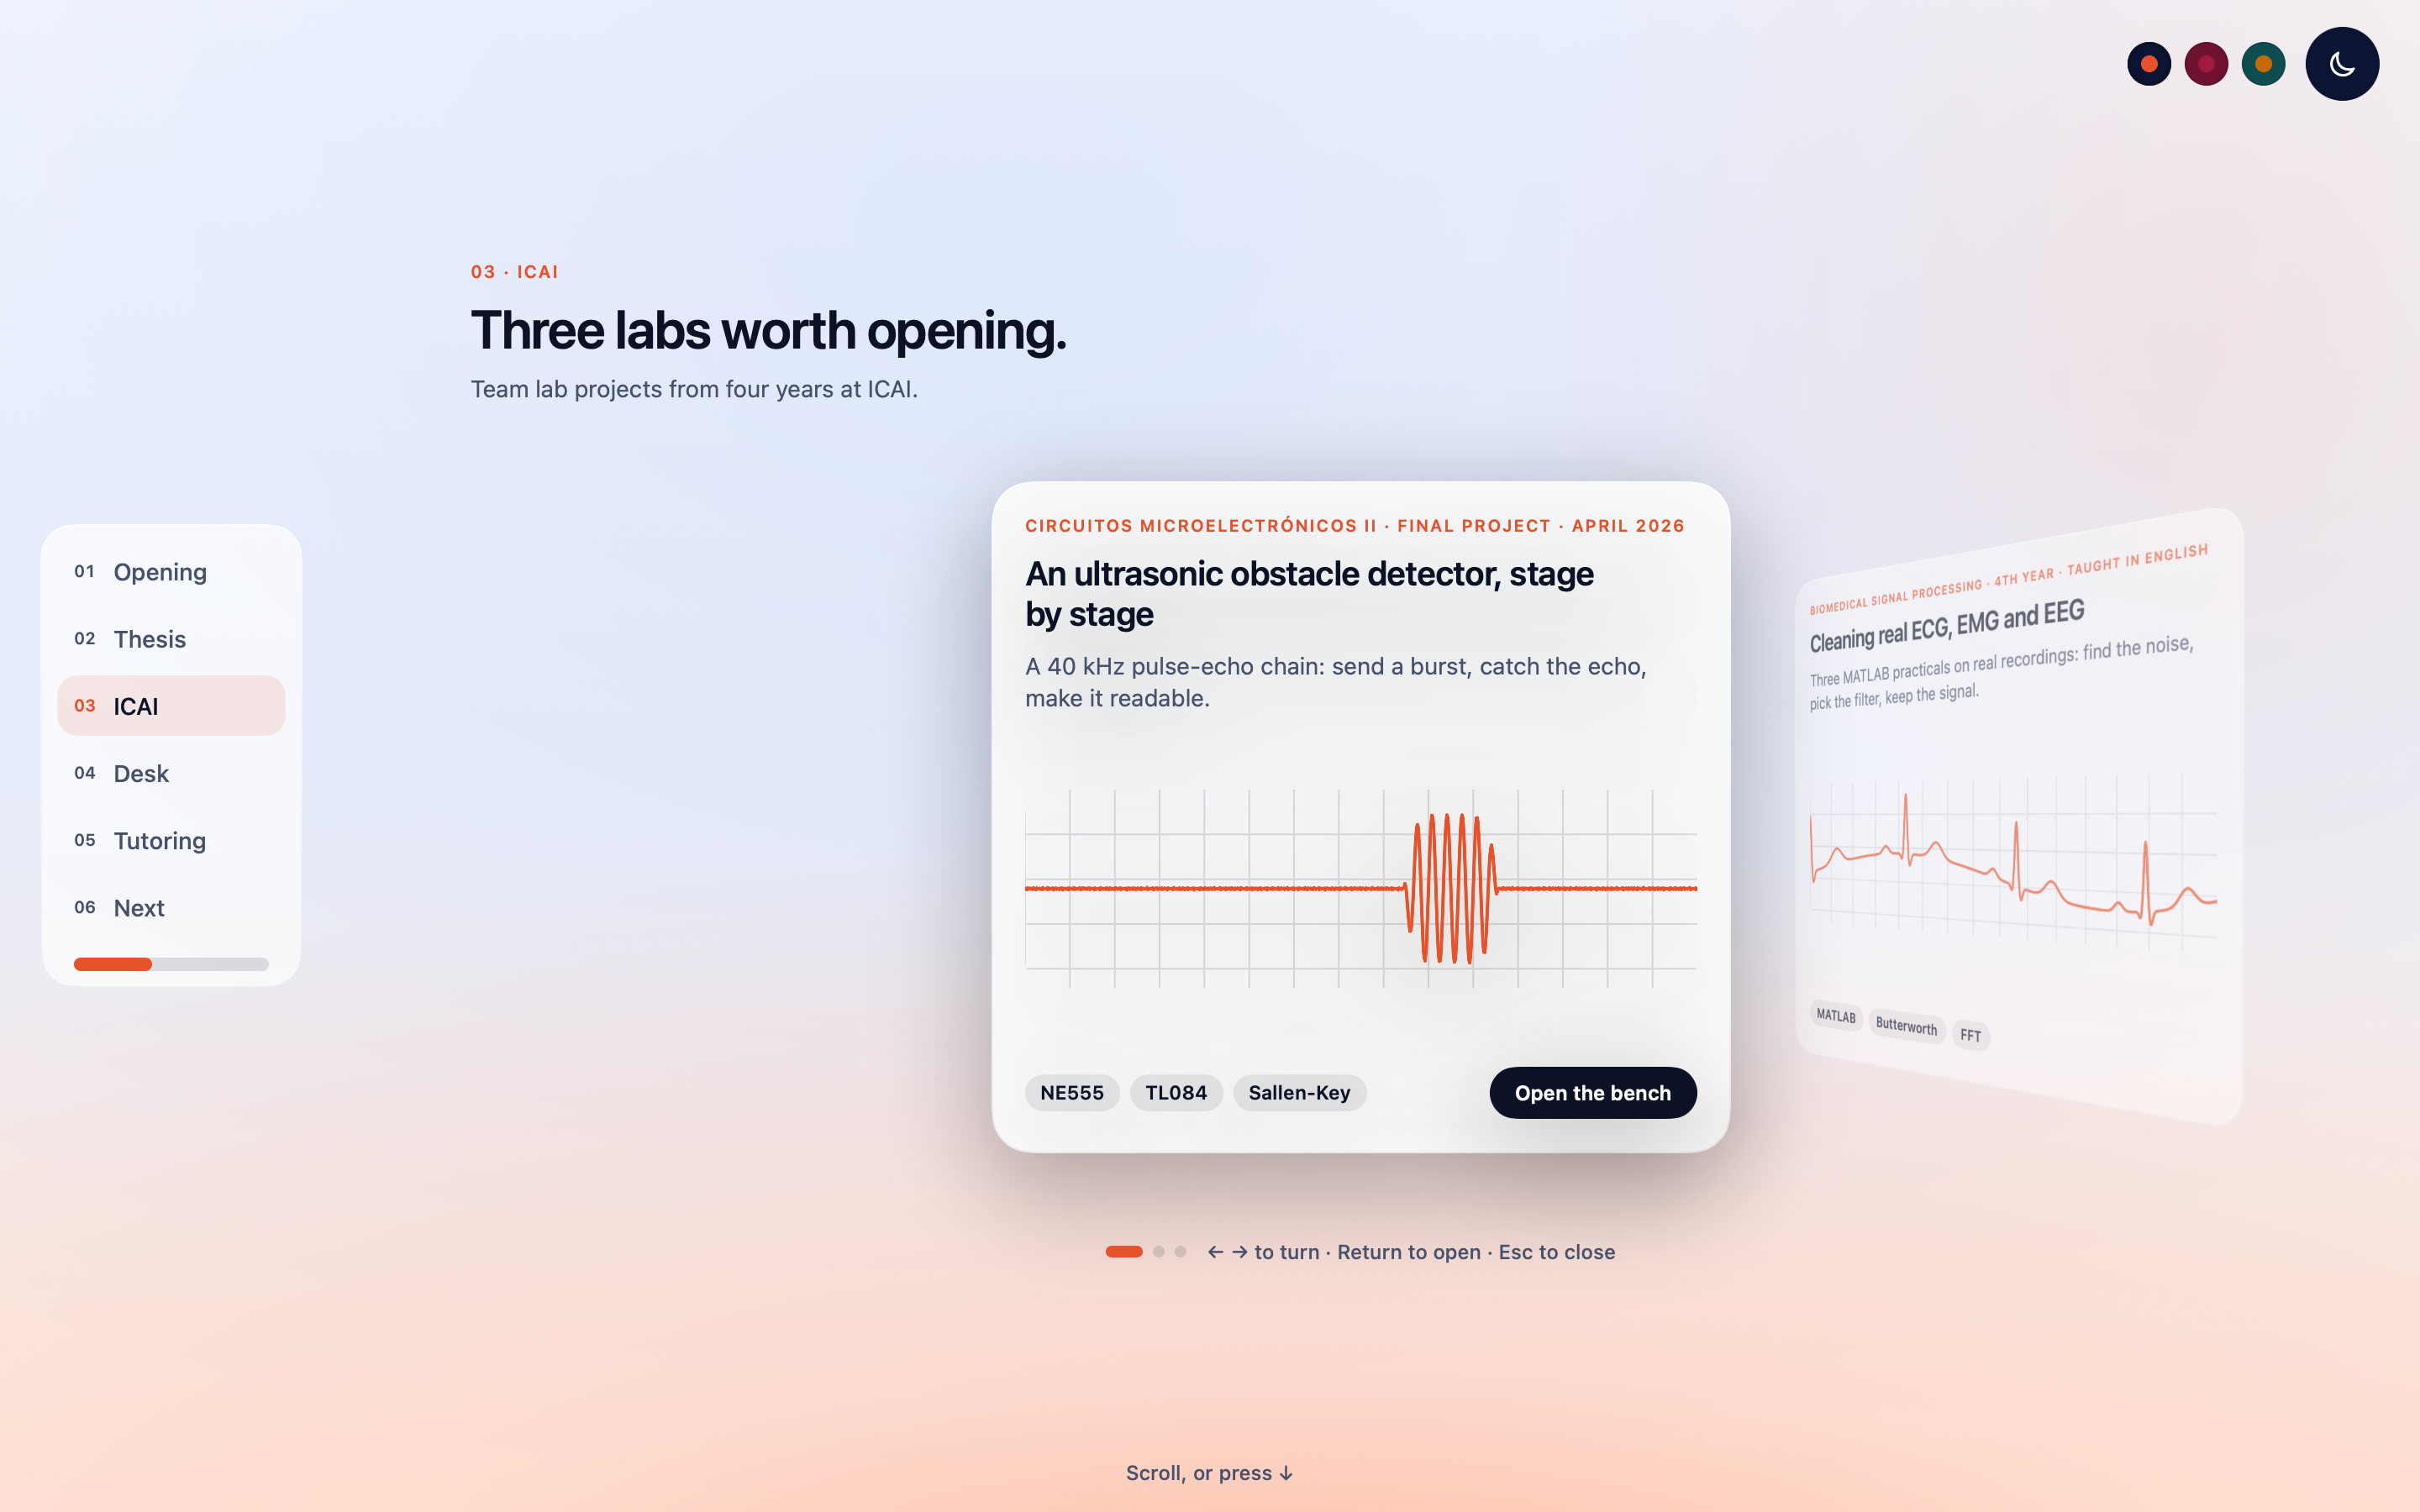 03 · ICAI
Three labs worth opening.
Team lab projects from four years at ICAI.
01 Opening
02 Thesis
03 ICAI
04 Desk
05 Tutoring
06 Next
CIRCUITOS MICROELECTRÓNICOS II · FINAL PROJECT · APRIL 2026
An ultrasonic obstacle detector, stage
by stage
A 40 kHz pulse-echo chain: send a burst, catch the echo,
make it readable.
NE555 TL084 Sallen-Key Open the bench
BIOMEDICAL SIGNAL PROCESSING · 4TH YEAR · TAUGHT IN ENGLISH
Cleaning real ECG, EMG and EEG
Three MATLAB practicals on real recordings: find the noise,
pick the filter, keep the signal.
MATLAB Butterworth FFT
← → to turn · Return to open · Esc to close
Scroll, or press ↓